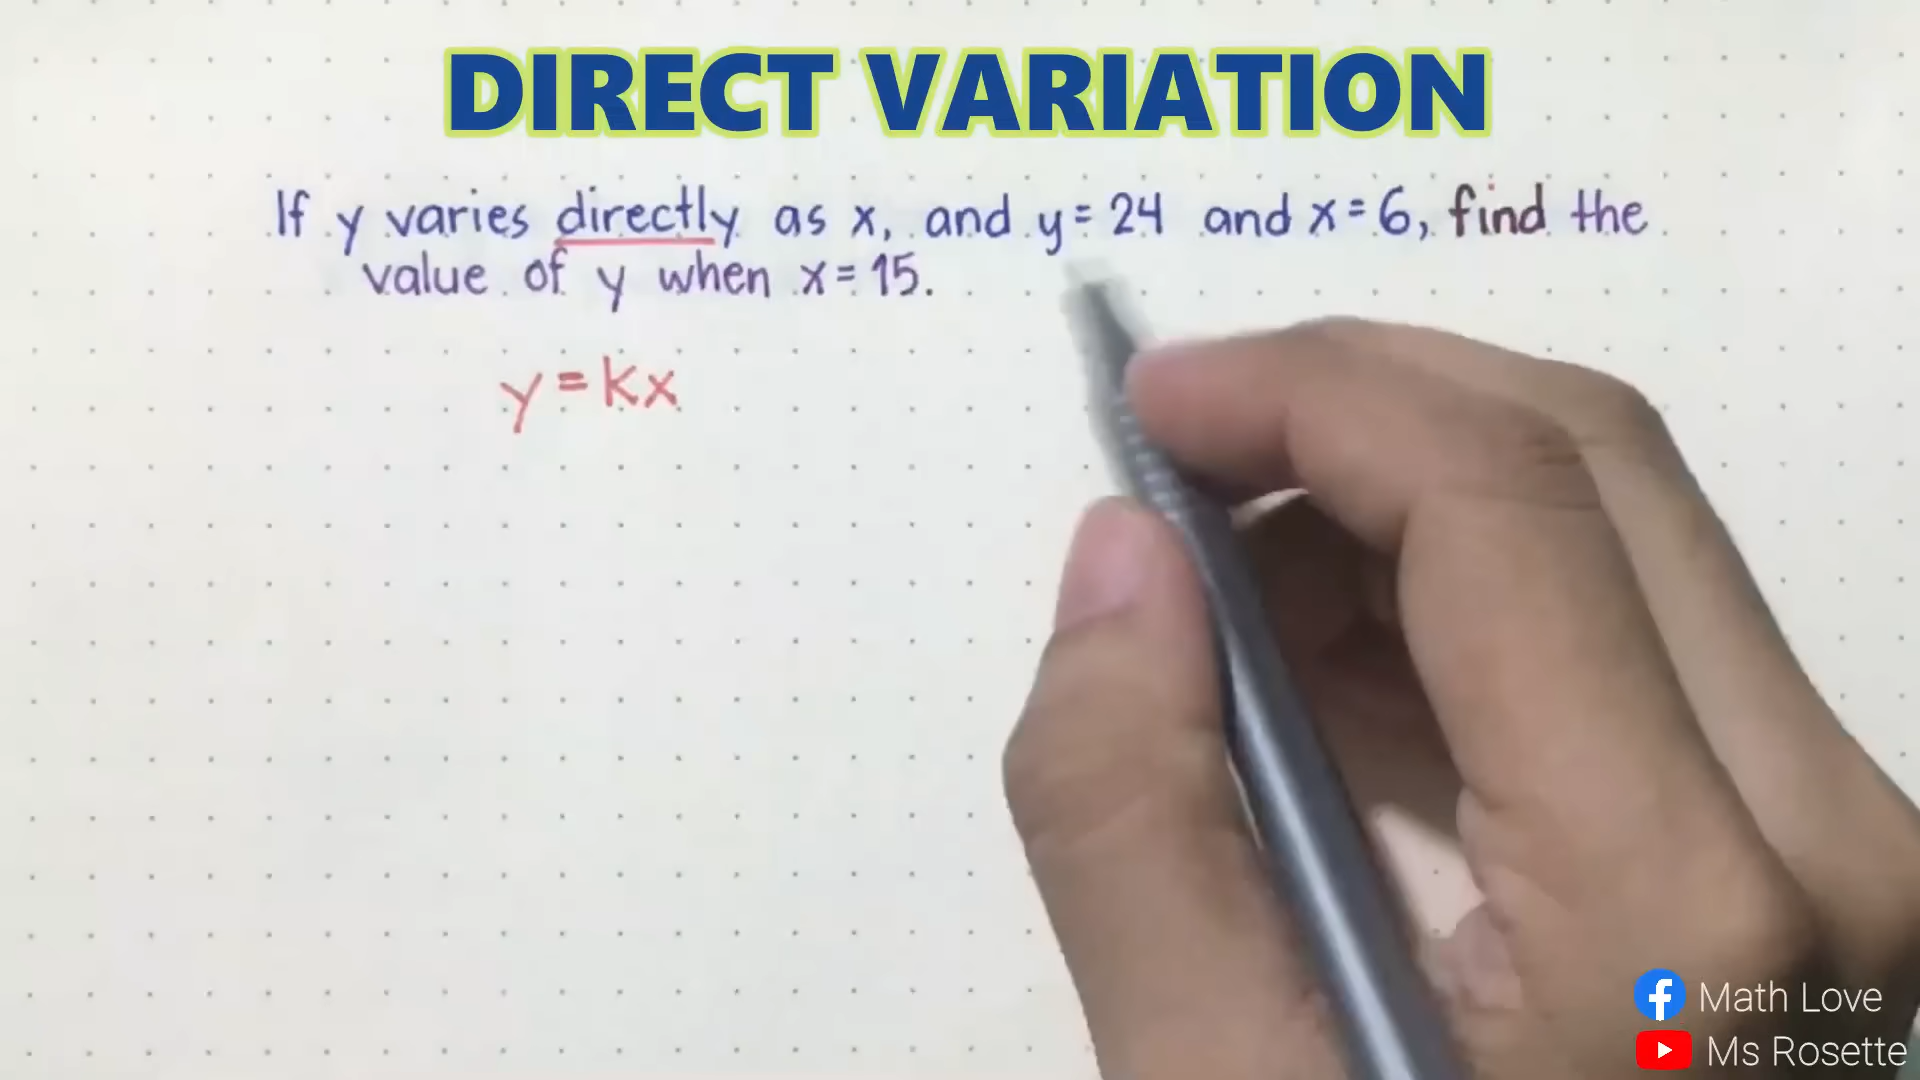 DIRECT VARIATION
If y varies directly as x, and y = 24 and x = 6, find the
value of y when x = 15.
y = kx
Math Love
Ms Rosette